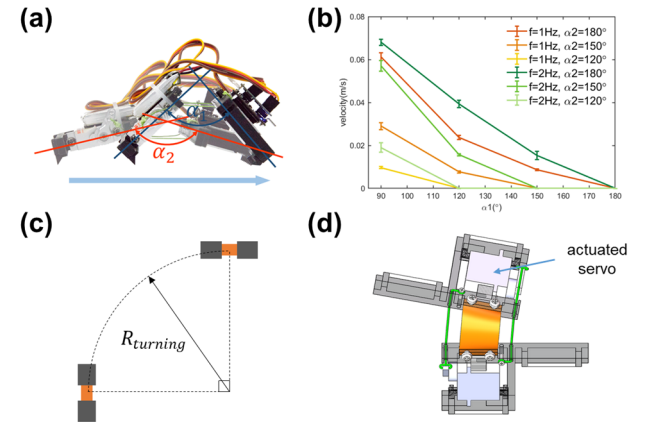 (a)
α1
α2
(b)
velocity(m/s)
0.08
0.06
0.04
0.02
0
90
100
110
120
130
140
150
160
170
180
α1(°)
f=1Hz, α2=180°
f=1Hz, α2=150°
f=1Hz, α2=120°
f=2Hz, α2=180°
f=2Hz, α2=150°
f=2Hz, α2=120°
(c)
Rturning
(d)
actuated
servo